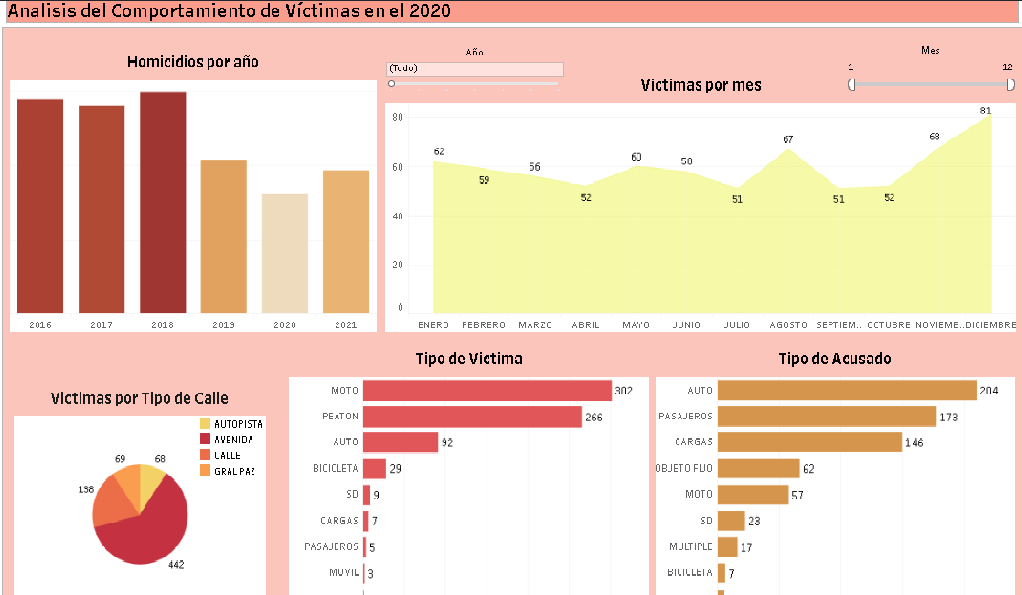 Analisis del Comportamiento de Víctimas en el 2020
Homicidios por año
Año
(Todo)
Mes
1
12
Victimas por mes
80
60
40
20
0
62
59
56
52
60
58
51
67
51
52
68
81
ENERO
FEBRERO
MARZO
ABRIL
MAYO
JUNIO
JULIO
AGOSTO
SEPTIEM..
OCTUBRE
NOVIEME..
DICIEMBRE
2016
2017
2018
2019
2020
2021
Victimas por Tipo de Calle
AUTOPISTA
AVENIDA
CALLE
GRAL PAZ
69
68
138
442
Tipo de Victima
MOTO 302
PEATON 266
AUTO 92
BICICLETA 29
SD 9
CARGAS 7
PASAJEROS 5
MOVIL 3
Tipo de Acusado
AUTO 204
PASAJEROS 173
CARGAS 146
OBJETO FIJO 62
MOTO 57
SD 23
MULTIPLE 17
BICICLETA 7